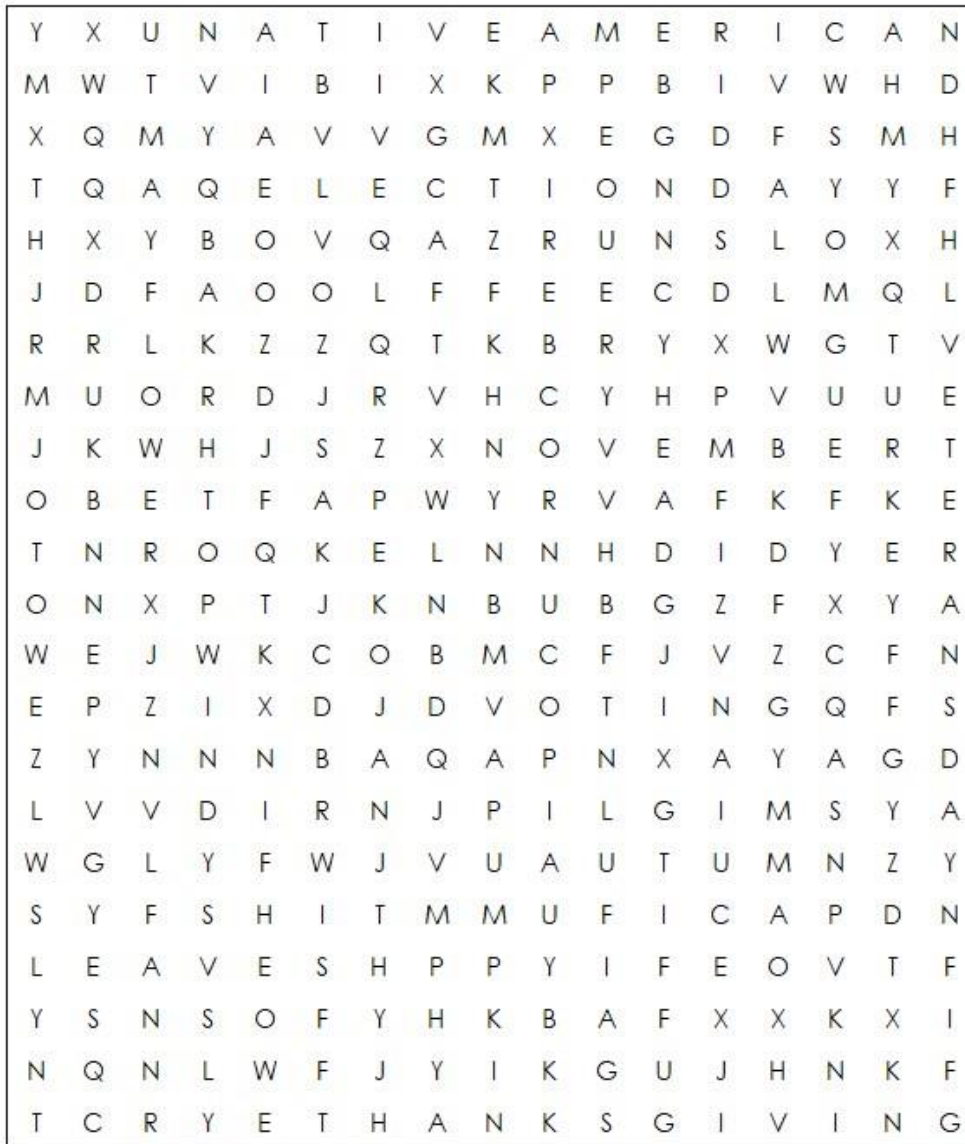 Y X U N A T I V E A M E R I C A N
M W T V I B I X K P P B I V W H D
X Q M Y A V V G M X E G D F S M H
T Q A Q E L E C T I O N D A Y Y F
H X Y B O V Q A Z R U N S L O X H
J D F A O O L F F E E C D L M Q L
R R L K Z Z Q T K B R Y X W G T V
M U O R D J R V H C Y H P V U U E
J K W H J S Z X N O V E M B E R T
O B E T F A P W Y R V A F K F K E
T N R O Q K E L N N H D I D Y E R
O N X P T J K N B U B G Z F X Y A
W E J W K C O B M C F J V Z C F N
E P Z I X D J D V O T I N G Q F S
Z Y N N N B A Q A P N X A Y A G D
L V V D I R N J P I L G I M S Y A
W G L Y F W J V U A U T U M N Z Y
S Y F S H I T M M U F I C A P D N
L E A V E S H P P Y I F E O V T F
Y S N S O F Y H K B A F X X K X I
N Q N L W F J Y I K G U J H N K F
T C R Y E T H A N K S G I V I N G